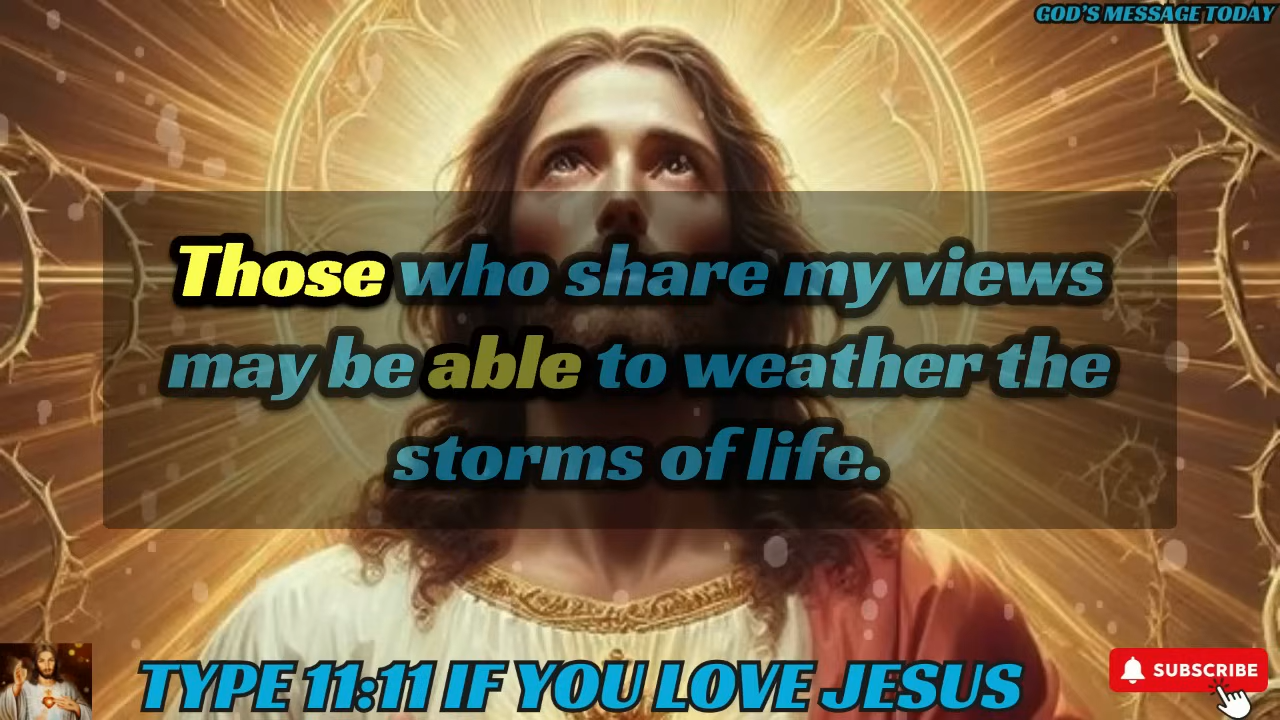 GOD'S MESSAGE TODAY
Those who share my views
may be able to weather the
storms of life.
TYPE 11:11 IF YOU LOVE JESUS
SUBSCRIBE